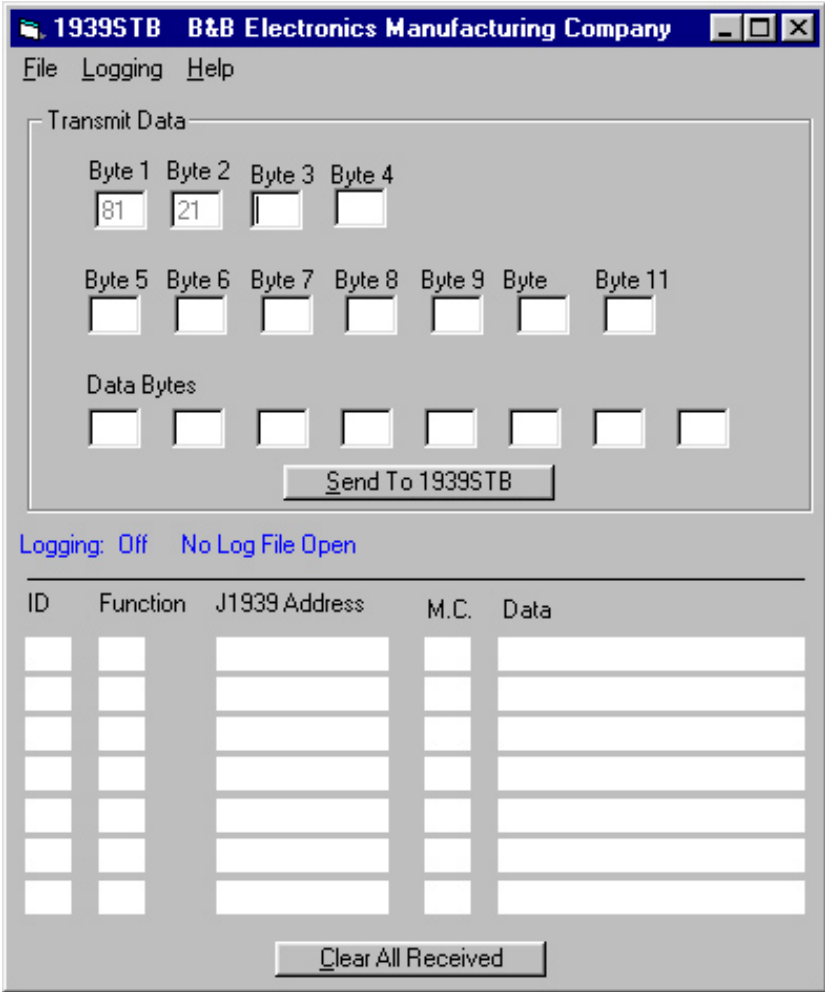 1939STB B&B Electronics Manufacturing Company
File Logging Help
Transmit Data
Byte 1 Byte 2 Byte 3 Byte 4
81 21
Byte 5 Byte 6 Byte 7 Byte 8 Byte 9 Byte Byte 11
Data Bytes
Send To 1939STB
Logging: Off No Log File Open
ID Function J1939 Address M.C. Data
Clear All Received